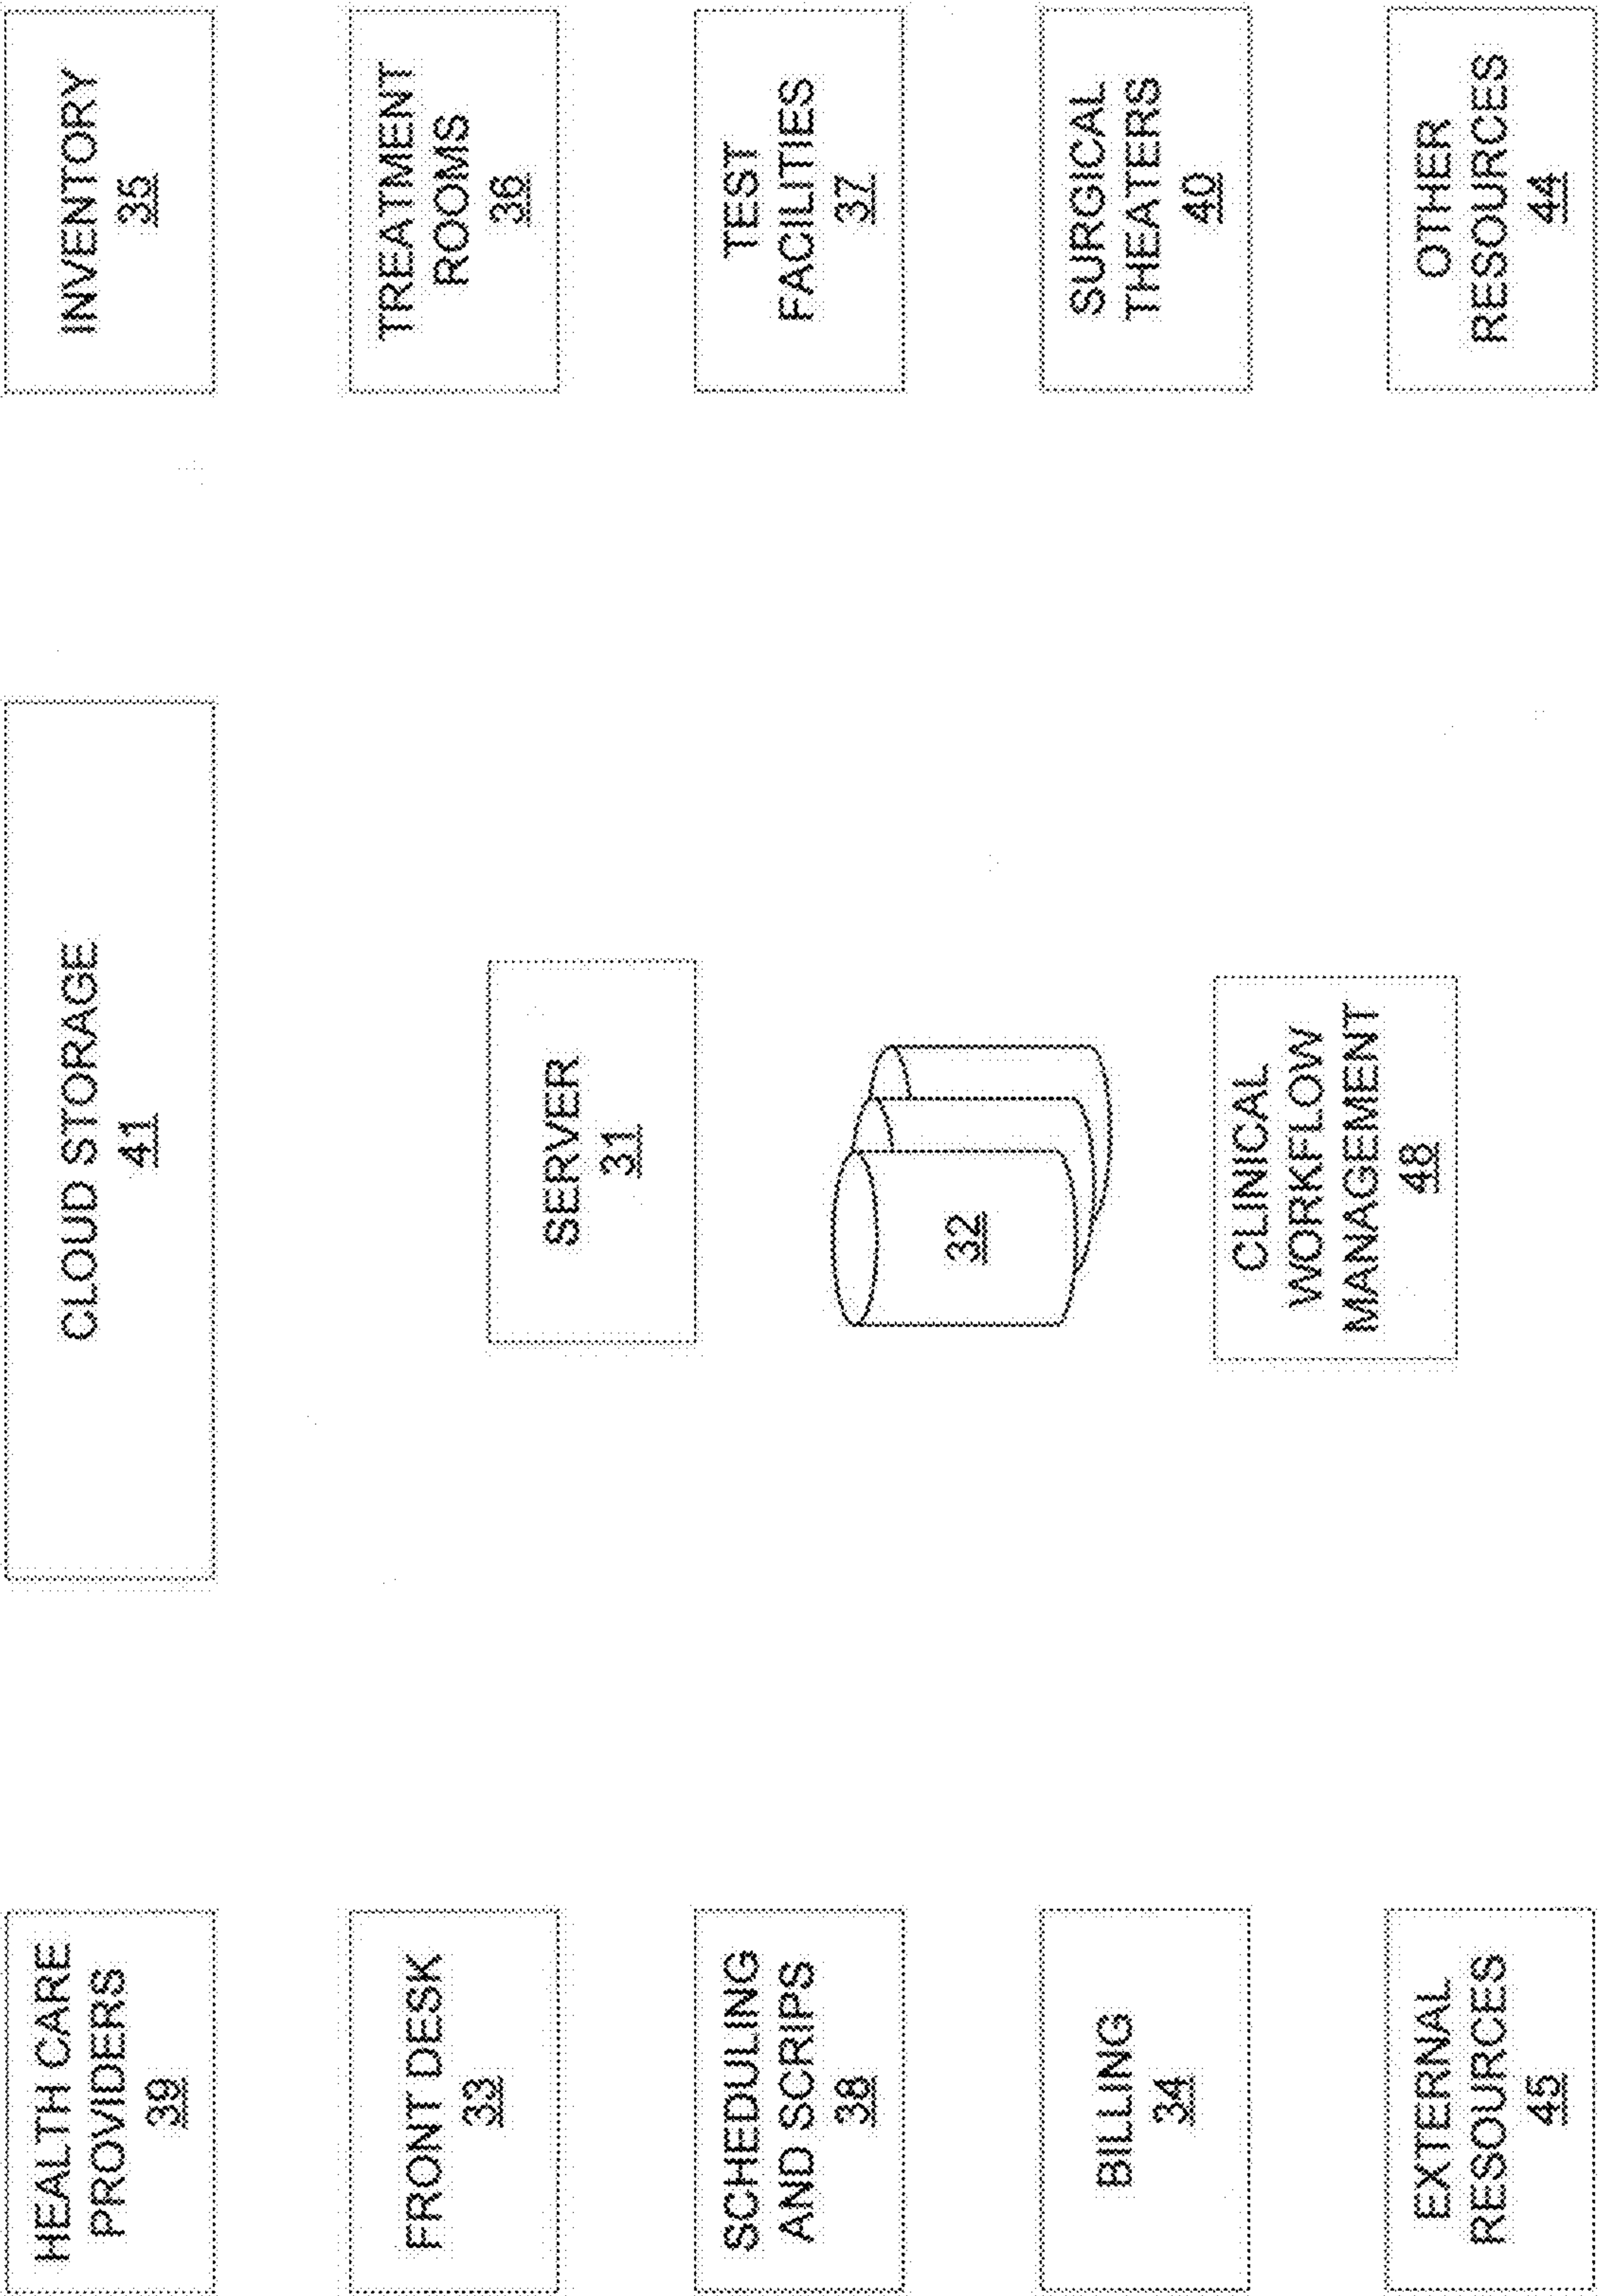 HEALTH CARE
PROVIDERS
39
CLOUD STORAGE
41
INVENTORY
35
FRONT DESK
33
SERVER
31
TREATMENT
ROOMS
36
SCHEDULING
AND SCRIPS
38
32
TEST
FACILITIES
37
BILLING
34
CLINICAL
WORKFLOW
MANAGEMENT
48
SURGICAL
THEATERS
40
EXTERNAL
RESOURCES
45
OTHER
RESOURCES
44